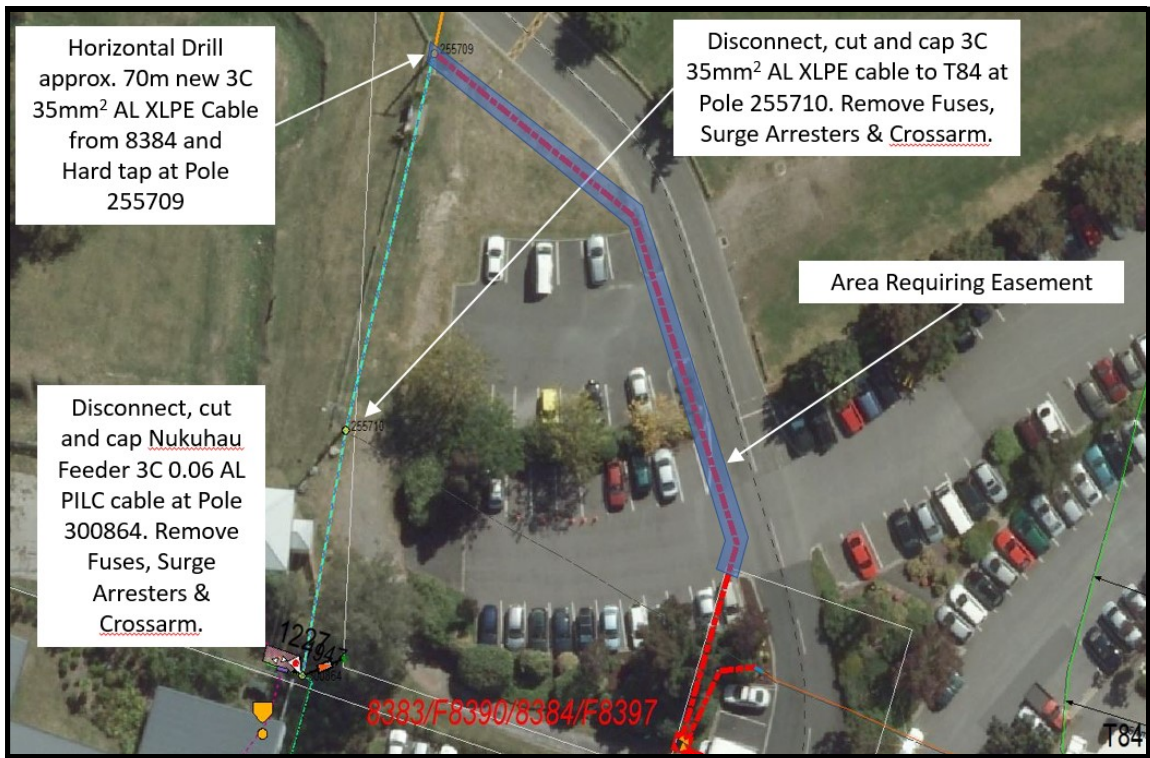 Horizontal Drill
approx. 70m new 3C
35mm² AL XLPE Cable
from 8384 and
Hard tap at Pole
255709
255709
Disconnect, cut and cap 3C
35mm² AL XLPE cable to T84 at
Pole 255710. Remove Fuses,
Surge Arresters & Crossarm.
Area Requiring Easement
Disconnect, cut
and cap Nukuhau
Feeder 3C 0.06 AL
PILC cable at Pole
300864. Remove
Fuses, Surge
Arresters &
Crossarm.
255710
8383/F8390/8384/F8397
T84